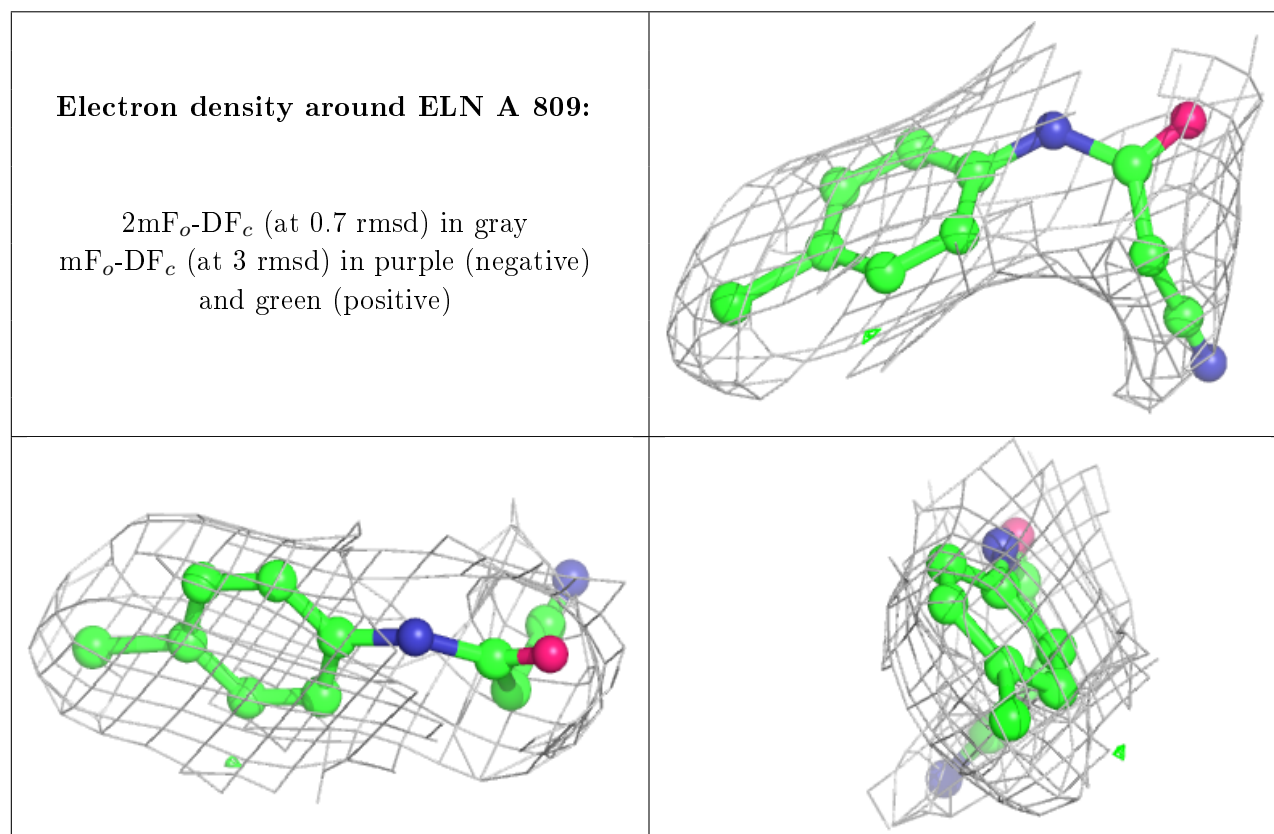 Electron density around ELN A 809:
2mFo-DFc (at 0.7 rmsd) in gray
mFo-DFc (at 3 rmsd) in purple (negative)
and green (positive)